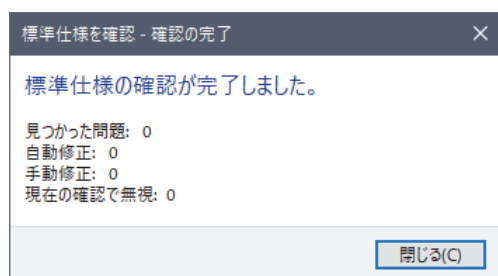 標準仕様を確認 - 確認の完了
標準仕様の確認が完了しました。
見つかった問題: 0
自動修正: 0
手動修正: 0
現在の確認で無視: 0
閉じる(C)